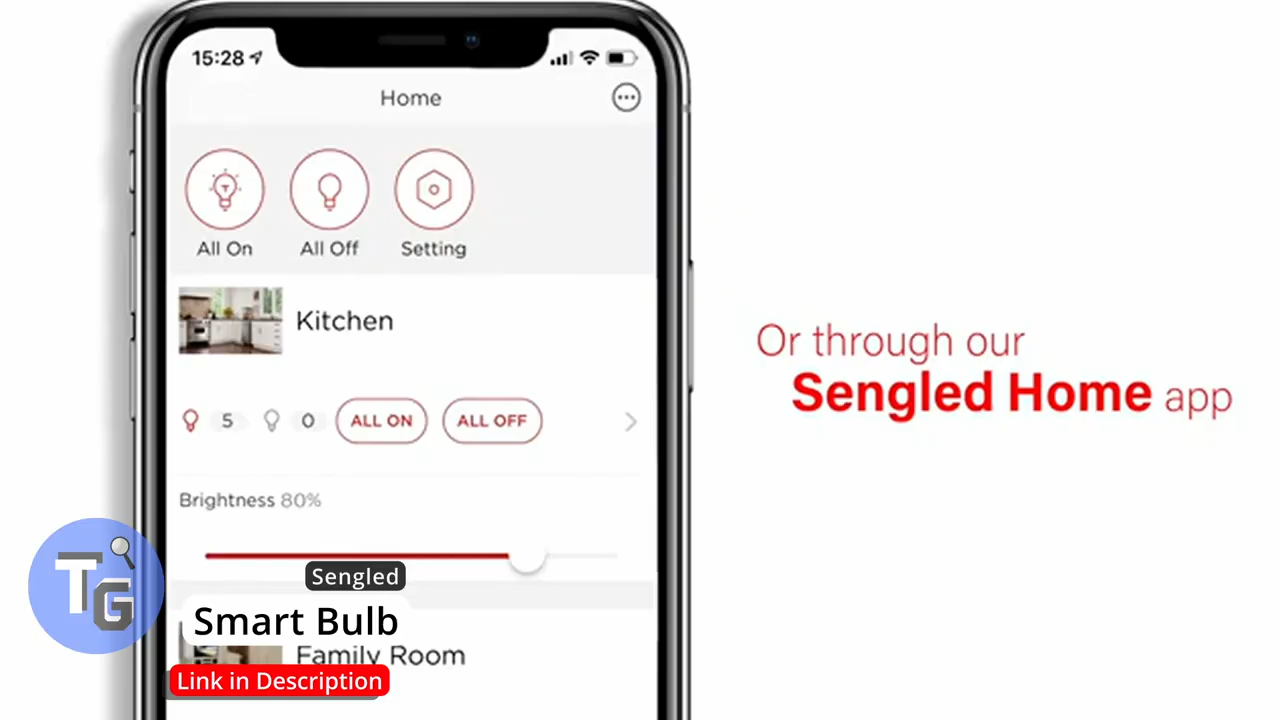 15:28
Home
All On
All Off
Setting
Kitchen
5
0
ALL ON
ALL OFF
Brightness 80%
Or through our
Sengled Home app
TG
Sengled
Smart Bulb
Family Room
Link in Description